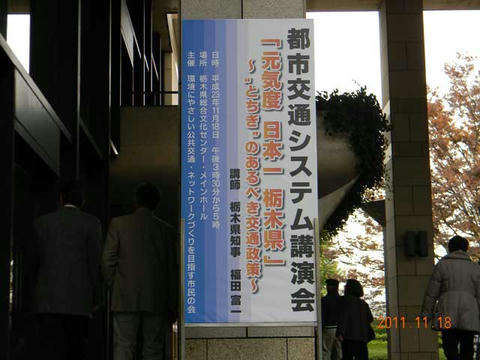 都市交通システム講演会
「元気度 日本一 栃木県」
～"とちぎ"のあるべき交通政策～
講師 栃木県知事 福田 富一
日時 平成23年11月18日 午後3時30分から5時
場所 栃木県総合文化センター・メインホール
主催 環境にやさしい公共交通・ネットワークづくりを目指す市民の会
2011.11.18